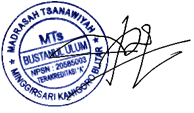 MADRASAH TSANAWIYAH
MTs
BUSTANUL ULUM
NPSN : 20585003
TERAKREDITASI "A"
MINGGIRSARI KANIGORO BLITAR